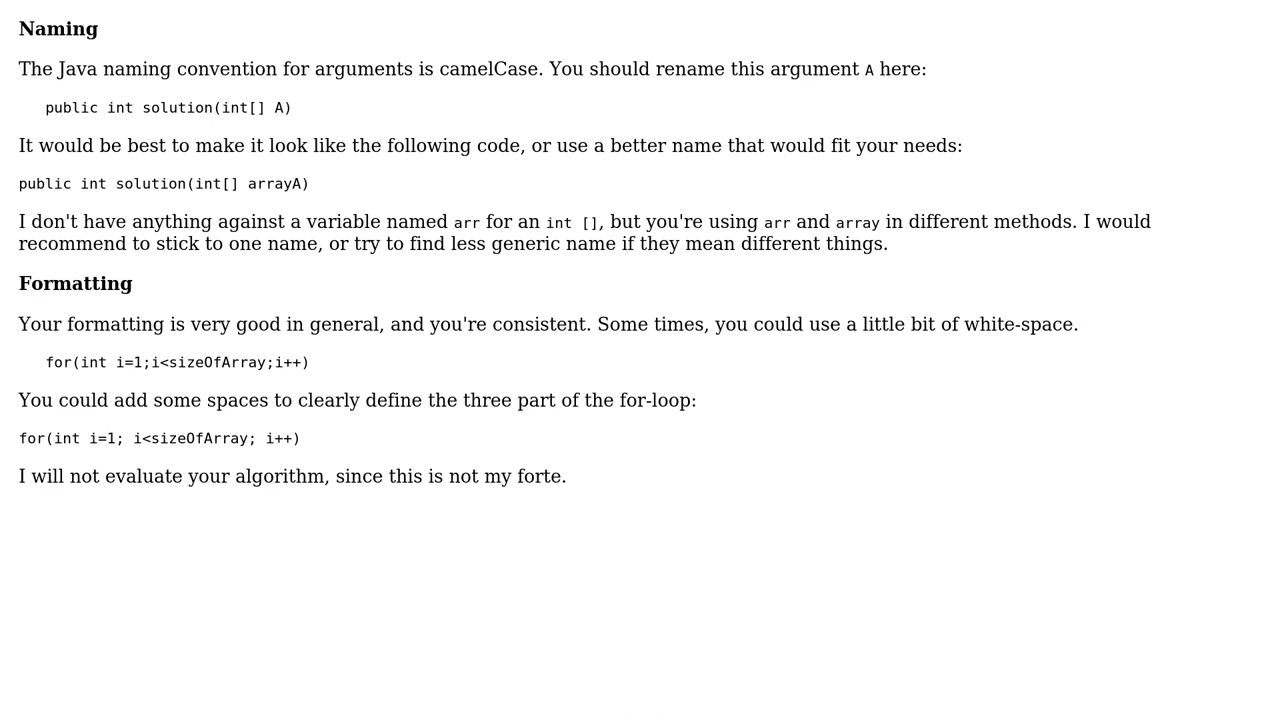 Naming
The Java naming convention for arguments is camelCase. You should rename this argument A here:
public int solution(int[] A)
It would be best to make it look like the following code, or use a better name that would fit your needs:
public int solution(int[] arrayA)
I don't have anything against a variable named arr for an int [], but you're using arr and array in different methods. I would
recommend to stick to one name, or try to find less generic name if they mean different things.
Formatting
Your formatting is very good in general, and you're consistent. Some times, you could use a little bit of white-space.
for(int i=1;i<sizeOfArray;i++)
You could add some spaces to clearly define the three part of the for-loop:
for(int i=1; i<sizeOfArray; i++)
I will not evaluate your algorithm, since this is not my forte.